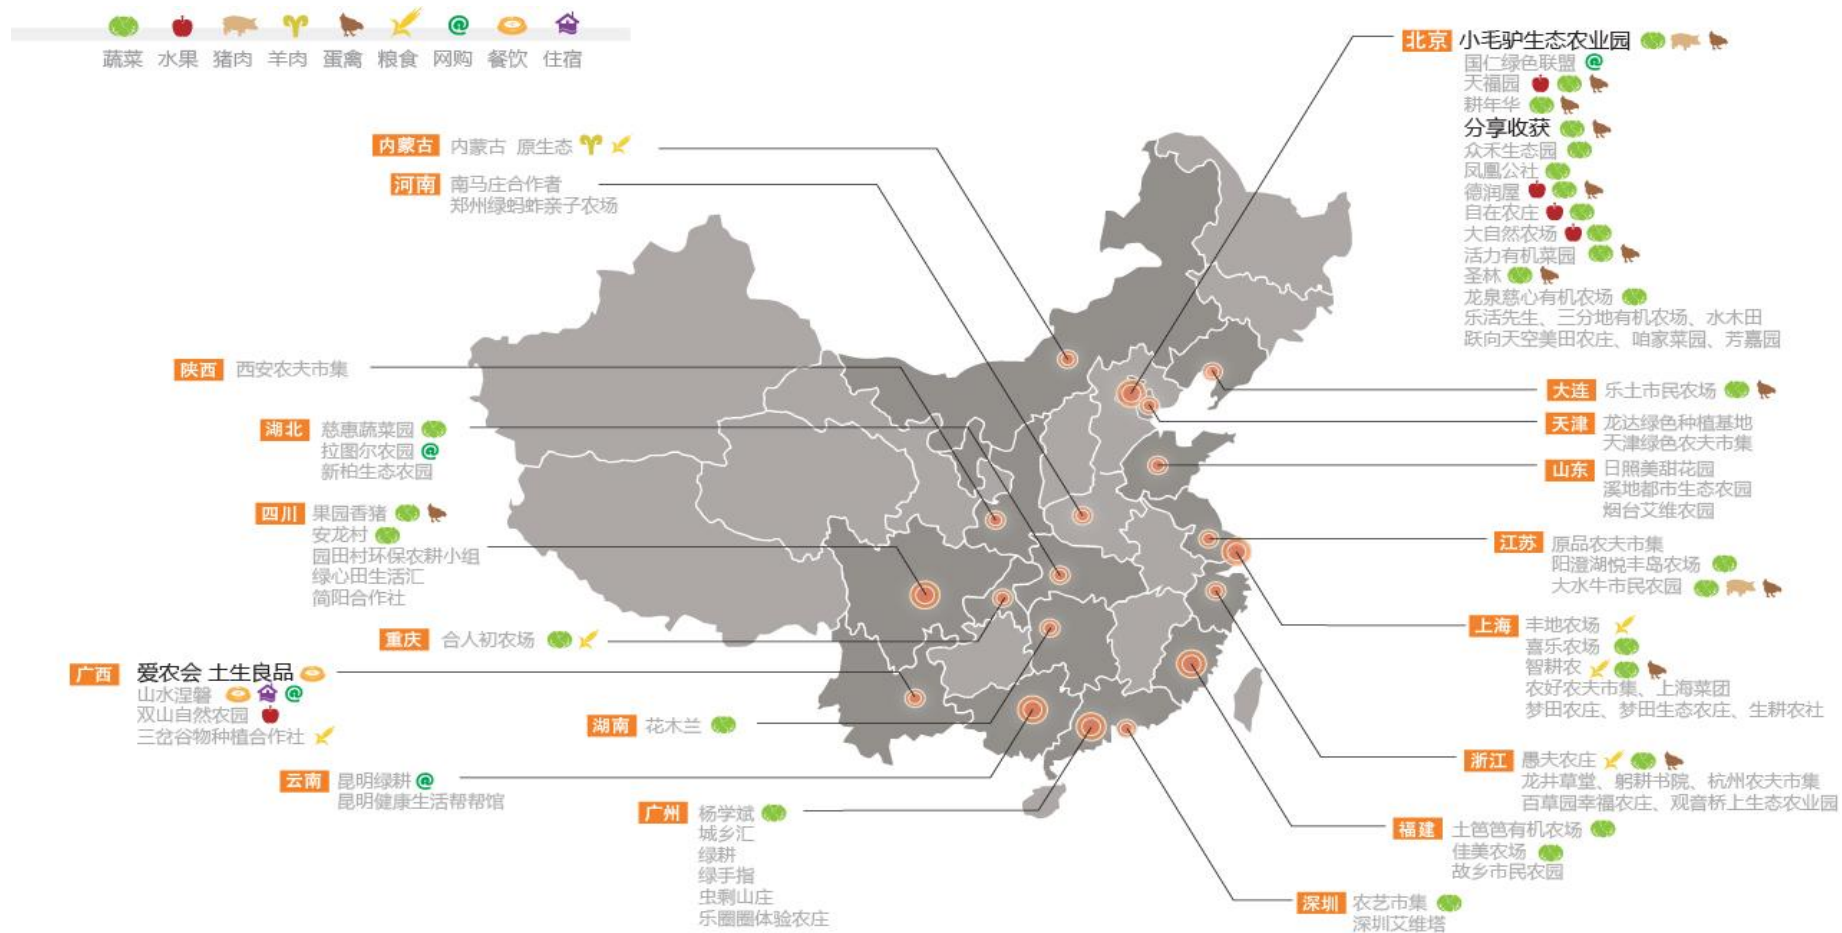 蔬菜 水果 猪肉 羊肉 蛋禽 粮食 网购 餐饮 住宿
北京 小毛驴生态农业园
国仁绿色联盟
天福园
耕年华
分享收获
众禾生态园
凤凰公社
德润屋
自在农庄
大自然农场
活力有机菜园
圣林
龙泉慈心有机农场
乐活先生、三分地有机农场、水木田
跃向天空美田农庄、咱家菜园、芳嘉园
内蒙古 内蒙古 原生态
河南 南马庄合作者
郑州绿蚂蚱亲子农场
陕西 西安农夫市集
湖北 慈惠蔬菜园
拉图尔农园
新柏生态农园
四川 果园香猪
安龙村
园田村环保农耕小组
绿心田生活汇
简阳合作社
重庆 合人初农场
广西 爱农会 土生良品
山水涅磐
双山自然农园
三岔谷物种植合作社
湖南 花木兰
云南 昆明绿耕
昆明健康生活帮帮馆
广州 杨学斌
城乡汇
绿耕
绿手指
虫剩山庄
乐圈圈体验农庄
大连 乐土市民农场
天津 龙达绿色种植基地
天津绿色农夫市集
山东 日照美甜花园
溪地都市生态农园
烟台艾维农园
江苏 原品农夫市集
阳澄湖悦丰岛农场
大水牛市民农园
上海 丰地农场
喜乐农场
智耕农
农好农夫市集、上海菜团
梦田农庄、梦田生态农庄、生耕农社
浙江 愚夫农庄
龙井草堂、躬耕书院、杭州农夫市集
百草园幸福农庄、观音桥上生态农业园
福建 土笆笆有机农场
佳美农场
故乡市民农园
深圳 农艺市集
深圳艾维塔